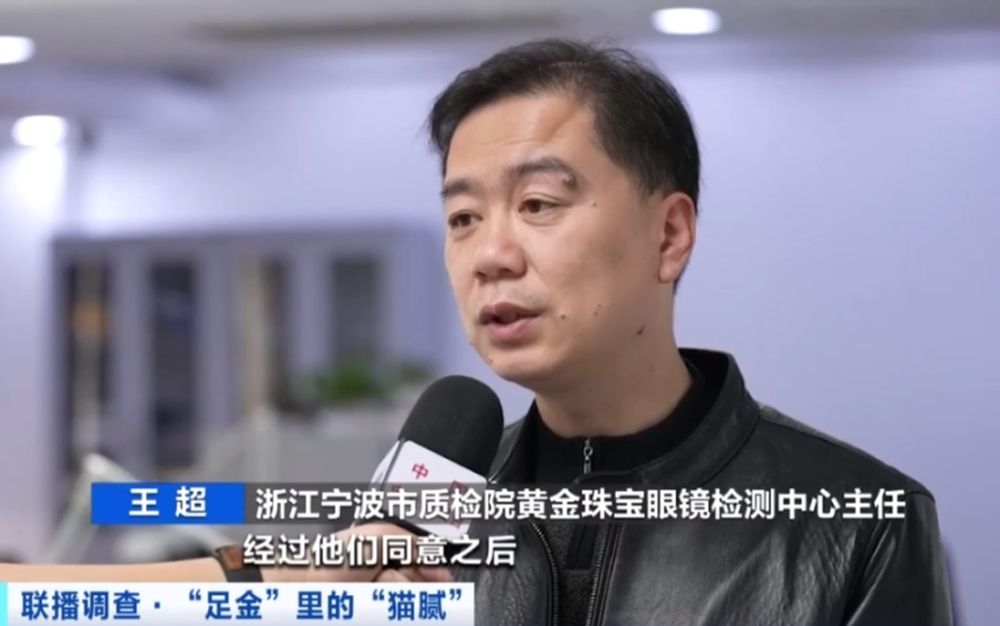 中国
王超 浙江宁波市质检院黄金珠宝眼镜检测中心主任
经过他们同意之后
联播调查·“足金”里的“猫腻”